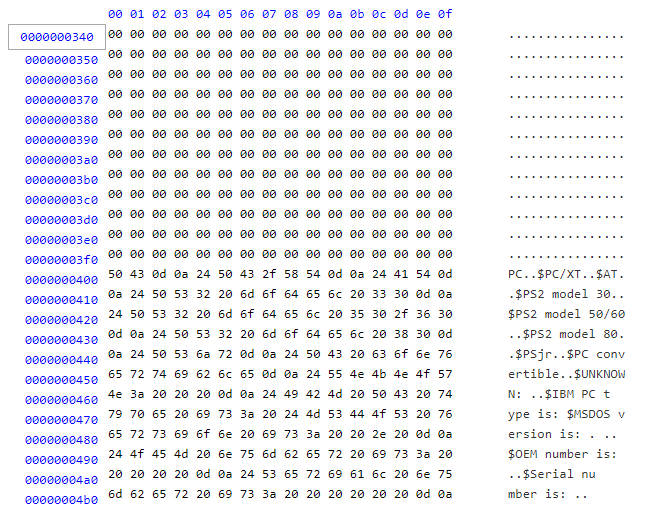 00 01 02 03 04 05 06 07 08 09 0a 0b 0c 0d 0e 0f
0000000340 00 00 00 00 00 00 00 00 00 00 00 00 00 00 00 00 ................
0000000350 00 00 00 00 00 00 00 00 00 00 00 00 00 00 00 00 ................
0000000360 00 00 00 00 00 00 00 00 00 00 00 00 00 00 00 00 ................
0000000370 00 00 00 00 00 00 00 00 00 00 00 00 00 00 00 00 ................
0000000380 00 00 00 00 00 00 00 00 00 00 00 00 00 00 00 00 ................
0000000390 00 00 00 00 00 00 00 00 00 00 00 00 00 00 00 00 ................
00000003a0 00 00 00 00 00 00 00 00 00 00 00 00 00 00 00 00 ................
00000003b0 00 00 00 00 00 00 00 00 00 00 00 00 00 00 00 00 ................
00000003c0 00 00 00 00 00 00 00 00 00 00 00 00 00 00 00 00 ................
00000003d0 00 00 00 00 00 00 00 00 00 00 00 00 00 00 00 00 ................
00000003e0 00 00 00 00 00 00 00 00 00 00 00 00 00 00 00 00 ................
00000003f0 00 00 00 00 00 00 00 00 00 00 00 00 00 00 00 00 ................
0000000400 50 43 0d 0a 24 50 43 2f 58 54 0d 0a 24 41 54 0d PC..$PC/XT..$AT.
0000000410 0a 24 50 53 32 20 6d 6f 64 65 6c 20 33 30 0d 0a .$PS2 model 30..
0000000420 24 50 53 32 20 6d 6f 64 65 6c 20 35 30 2f 36 30 $PS2 model 50/60
0000000430 0d 0a 24 50 53 32 20 6d 6f 64 65 6c 20 38 30 0d ..$PS2 model 80.
0000000440 0a 24 50 53 6a 72 0d 0a 24 50 43 20 63 6f 6e 76 .$PSjr..$PC conv
0000000450 65 72 74 69 62 6c 65 0d 0a 24 55 4e 4b 4e 4f 57 ertible..$UNKNOW
0000000460 4e 3a 20 20 20 0d 0a 24 49 42 4d 20 50 43 20 74 N: ..$IBM PC t
0000000470 79 70 65 20 69 73 3a 20 24 4d 53 44 4f 53 20 76 ype is: $MSDOS v
0000000480 65 72 73 69 6f 6e 20 69 73 3a 20 20 2e 20 0d 0a ersion is: . ..
0000000490 24 4f 45 4d 20 6e 75 6d 62 65 72 20 69 73 3a 20 $OEM number is:
00000004a0 20 20 20 20 0d 0a 24 53 65 72 69 61 6c 20 6e 75 ..$Serial nu
00000004b0 6d 62 65 72 20 69 73 3a 20 20 20 20 20 20 0d 0a mber is: ..